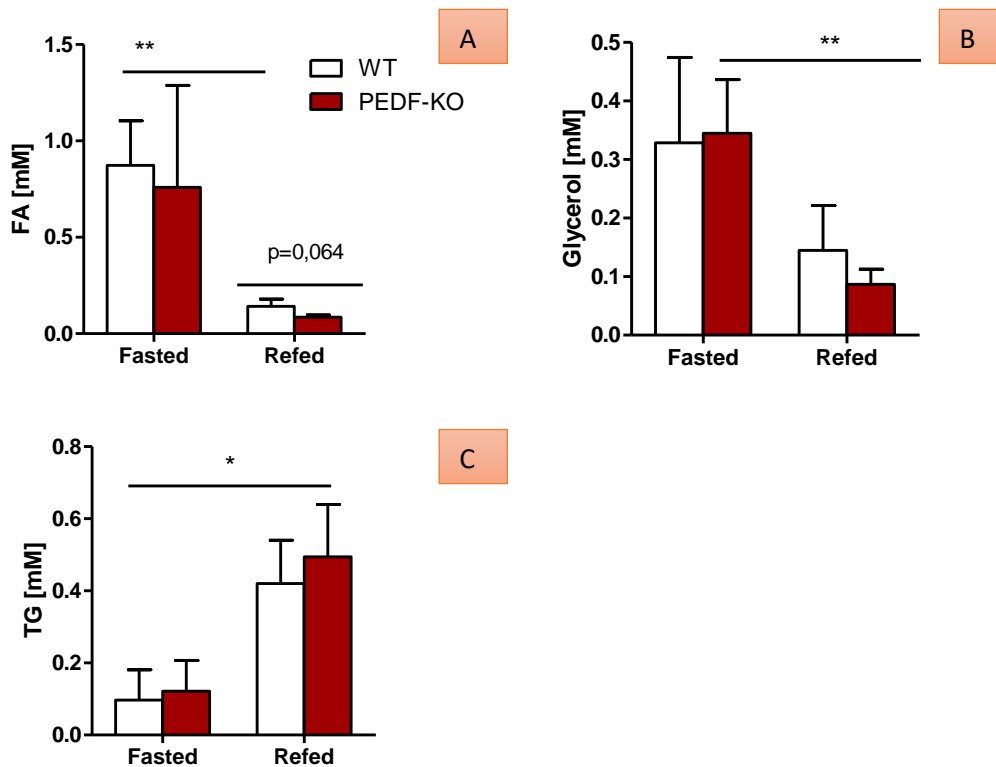 A
**
1.5
1.0
0.5
0.0
FA [mM]
WT
PEDF-KO
p=0,064
Fasted
Refed
B
**
0.5
0.4
0.3
0.2
0.1
0.0
Glycerol [mM]
Fasted
Refed
C
*
0.8
0.6
0.4
0.2
0.0
TG [mM]
Fasted
Refed